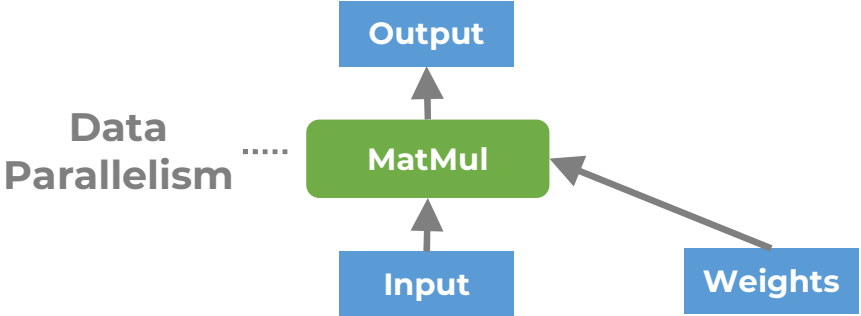 Output
Data
Parallelism
.....
MatMul
Input
Weights